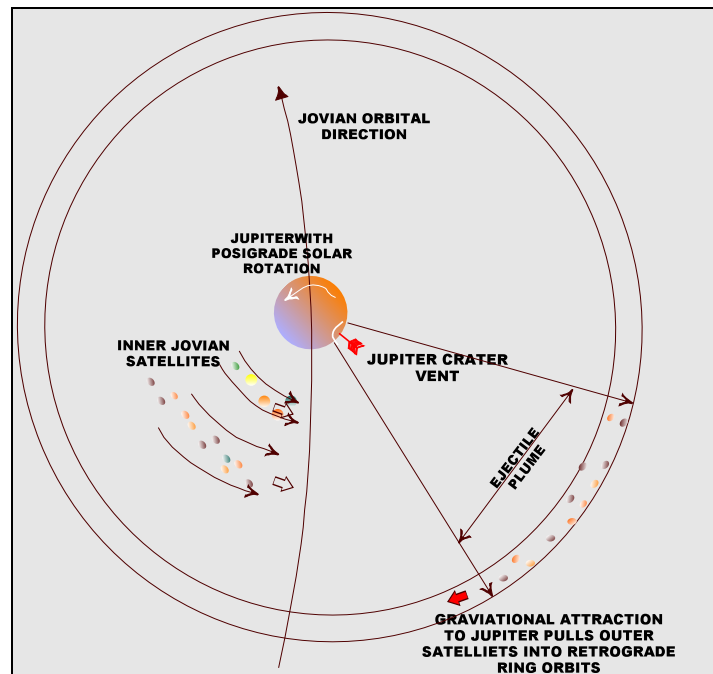 JOVIAN ORBITAL
DIRECTION
JUPITERWITH
POSIGRADE SOLAR
ROTATION
INNER JOVIAN
SATELLITES
JUPITER CRATER
VENT
EJECTILE
PLUME
GRAVIATIONAL ATTRACTION
TO JUPITER PULLS OUTER
SATELLIETS INTO RETROGRADE
RING ORBITS